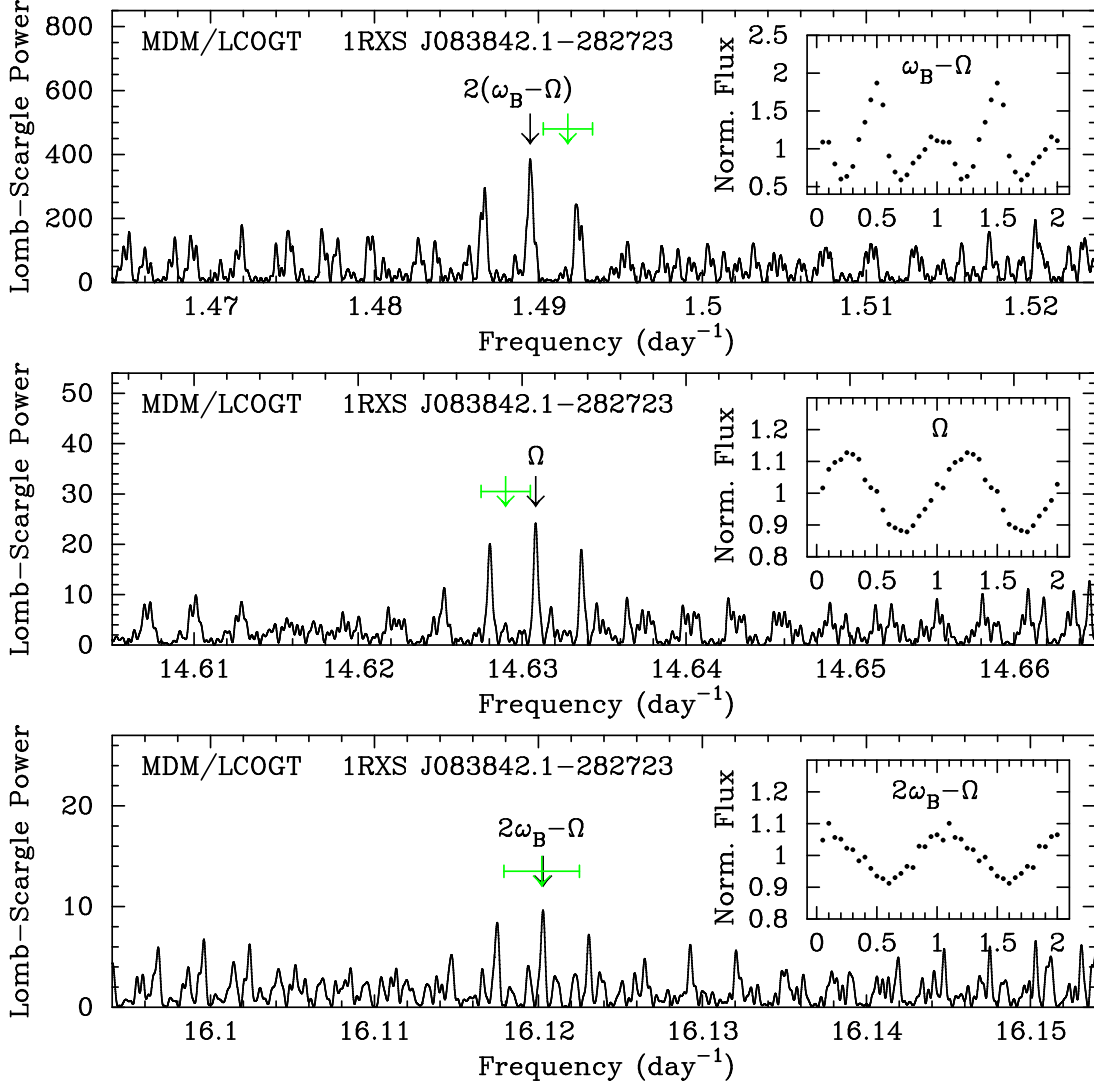 MDM/LCOGT 1RXS J083842.1−282723
2(ω_B−Ω)
Lomb−Scargle Power
800
600
400
200
0
1.47 1.48 1.49 1.5 1.51 1.52
Frequency (day⁻¹)
ω_B−Ω
Norm. Flux
2.5
2
1.5
1
0.5
0 0.5 1 1.5 2
MDM/LCOGT 1RXS J083842.1−282723
Ω
Lomb−Scargle Power
50
40
30
20
10
0
14.61 14.62 14.63 14.64 14.65 14.66
Frequency (day⁻¹)
Ω
Norm. Flux
1.2
1.1
1
0.9
0.8
0 0.5 1 1.5 2
MDM/LCOGT 1RXS J083842.1−282723
2ω_B−Ω
Lomb−Scargle Power
20
10
0
16.1 16.11 16.12 16.13 16.14 16.15
Frequency (day⁻¹)
2ω_B−Ω
Norm. Flux
1.2
1.1
1
0.9
0.8
0 0.5 1 1.5 2